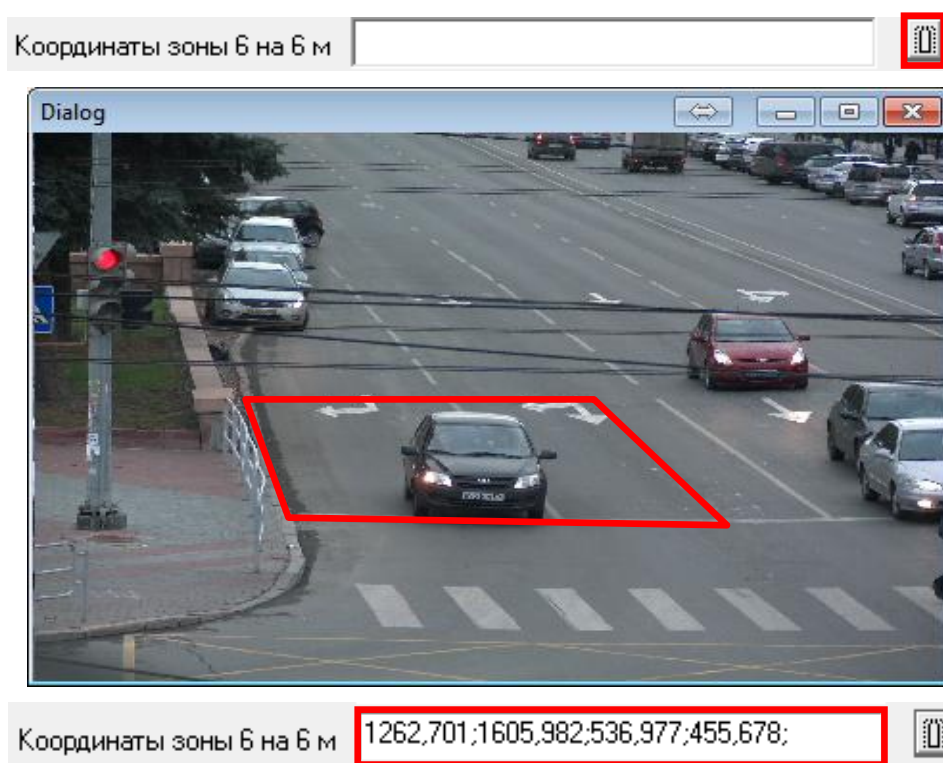 Координаты зоны 6 на 6 м
Dialog
Координаты зоны 6 на 6 м 1262,701;1605,982;536,977;455,678;